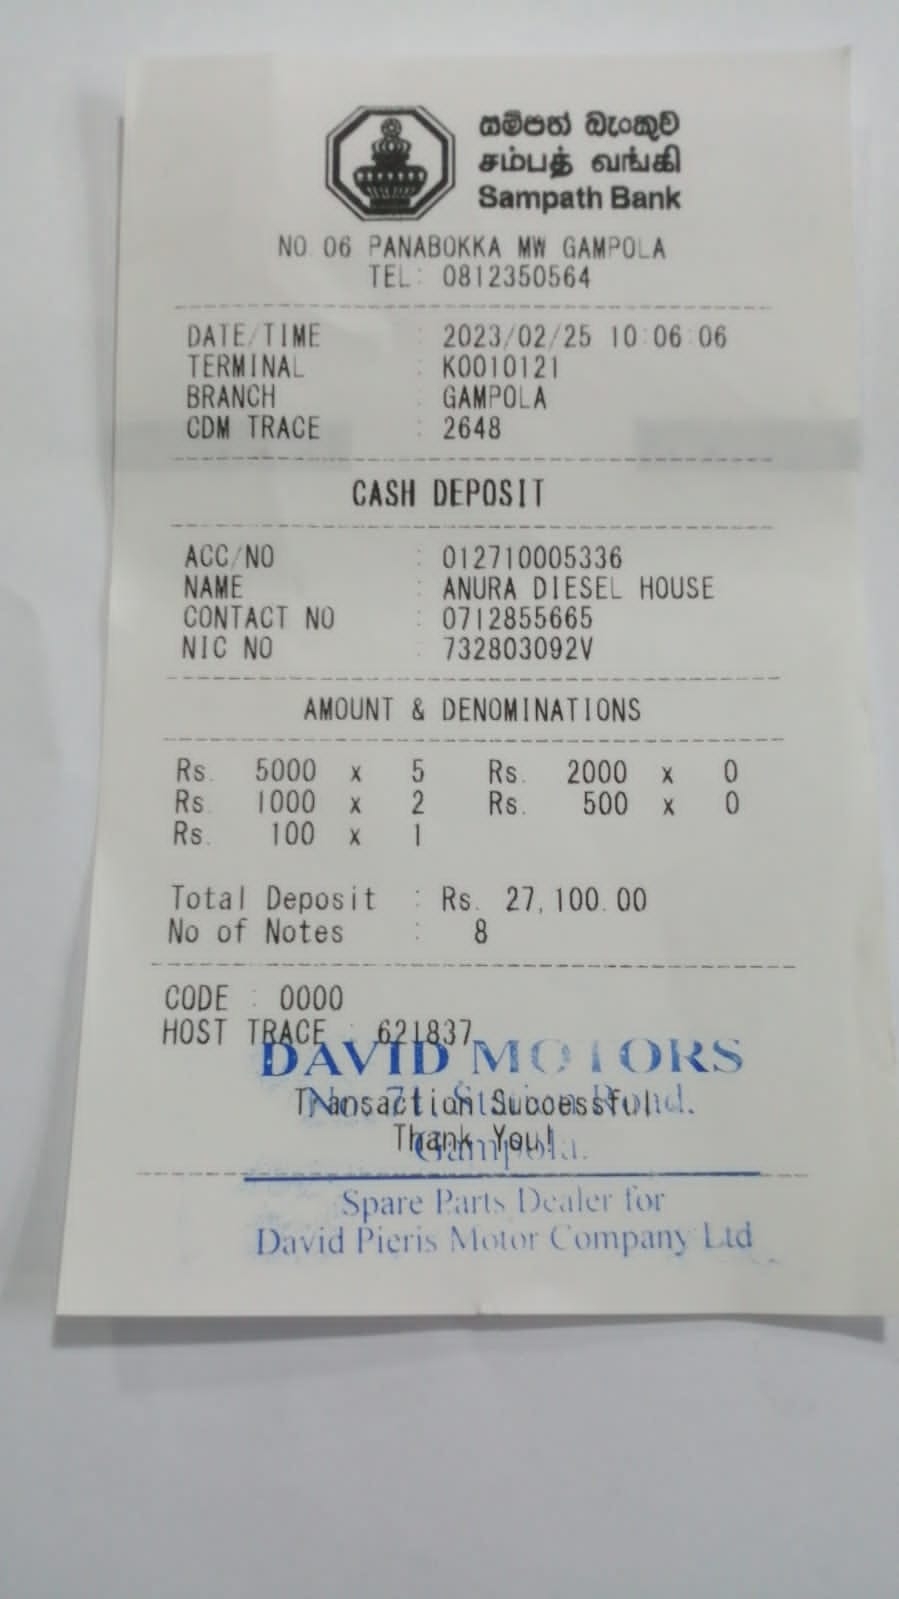 සම්පත් බැංකුව
சம்பத் வங்கி
Sampath Bank
NO. 06 PANABOKKA MW GAMPOLA
TEL: 0812350564
DATE/TIME : 2023/02/25 10:06:06
TERMINAL : K0010121
BRANCH : GAMPOLA
CDM TRACE : 2648
CASH DEPOSIT
ACC/NO : 012710005336
NAME : ANURA DIESEL HOUSE
CONTACT NO : 0712855665
NIC NO : 732803092V
AMOUNT & DENOMINATIONS
Rs. 5000 x 5 Rs. 2000 x 0
Rs. 1000 x 2 Rs. 500 x 0
Rs. 100 x 1
Total Deposit : Rs. 27,100.00
No of Notes : 8
CODE : 0000
HOST TRACE : 621837
DAVID MOTORS
Transaction Successful
Thank You!
Gampola.
Spare Parts Dealer for
David Pieris Motor Company Ltd